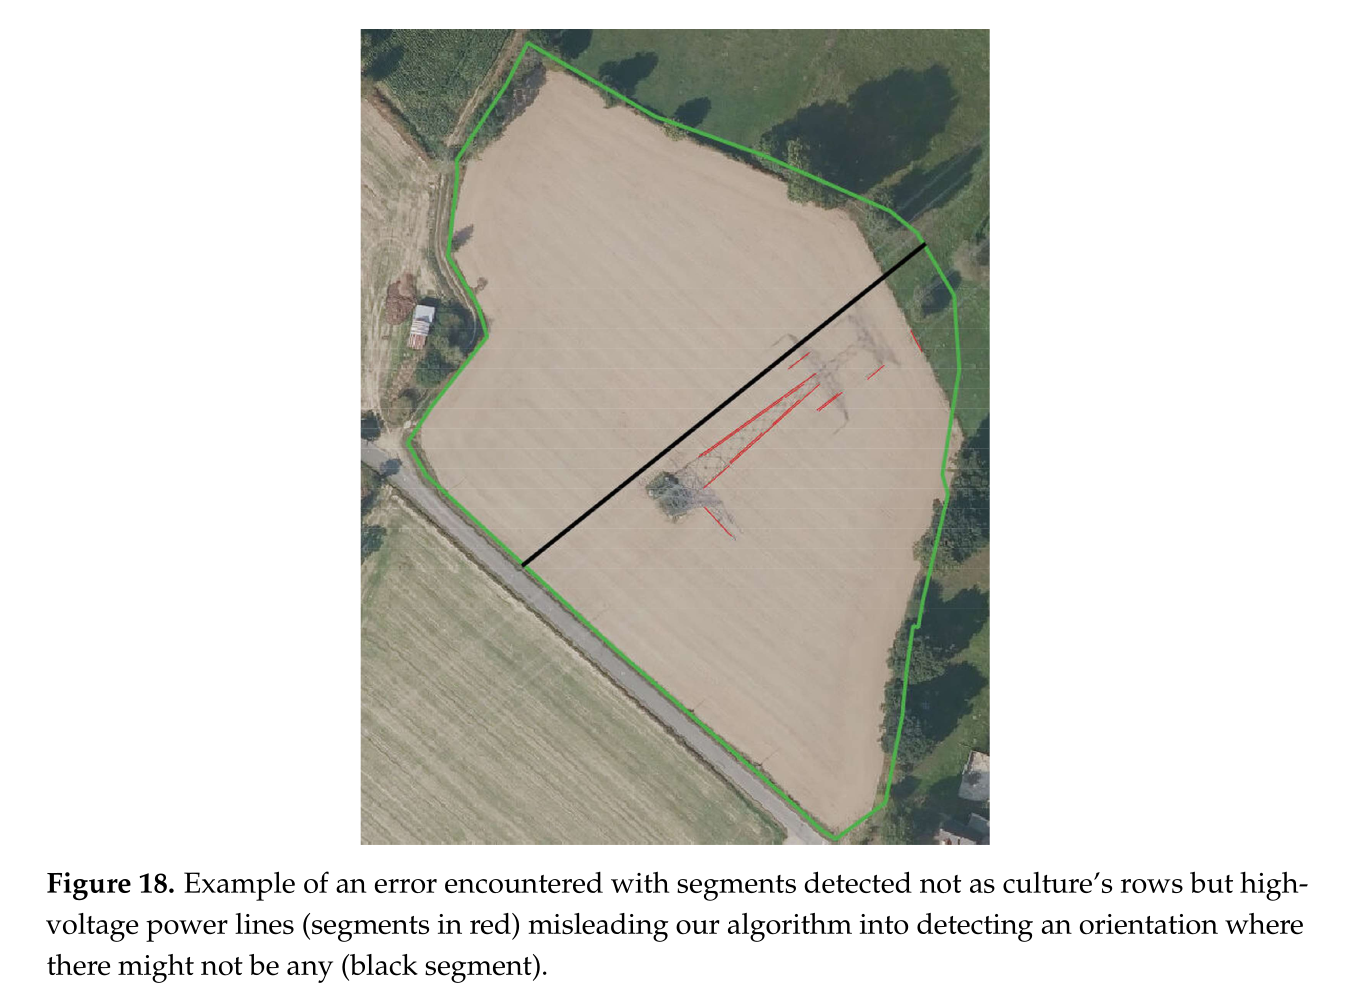 Figure 18. Example of an error encountered with segments detected not as culture's rows but high-
voltage power lines (segments in red) misleading our algorithm into detecting an orientation where
there might not be any (black segment).